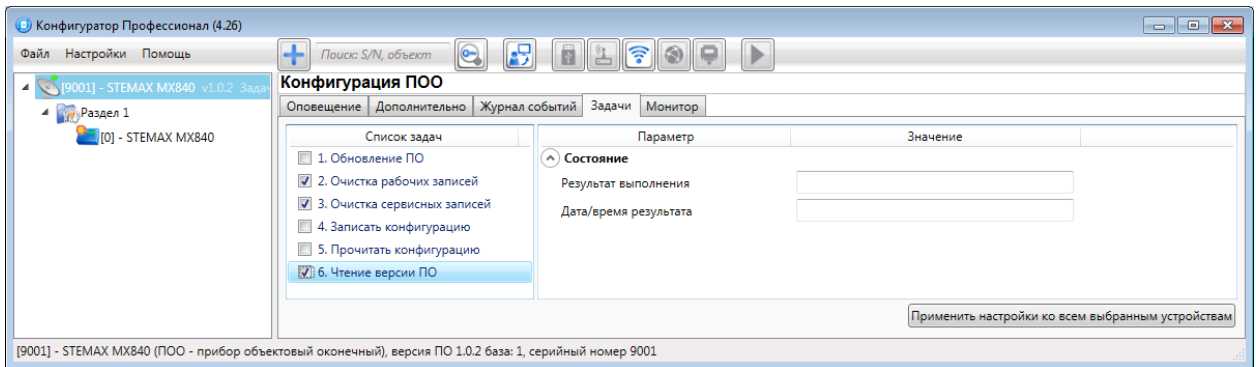 Конфигуратор Профессионал (4.26)
Файл Настройки Помощь
Поиск: S/N, объект
[9001] - STEMAX MX840 v1.0.2 Зада
Раздел 1
[0] - STEMAX MX840
Конфигурация ПОО
Оповещение Дополнительно Журнал событий Задачи Монитор
Список задач
1. Обновление ПО
2. Очистка рабочих записей
3. Очистка сервисных записей
4. Записать конфигурацию
5. Прочитать конфигурацию
6. Чтение версии ПО
Параметр Значение
Состояние
Результат выполнения
Дата/время результата
Применить настройки ко всем выбранным устройствам
[9001] - STEMAX MX840 (ПОО - прибор объектовый оконечный), версия ПО 1.0.2 база: 1, серийный номер 9001